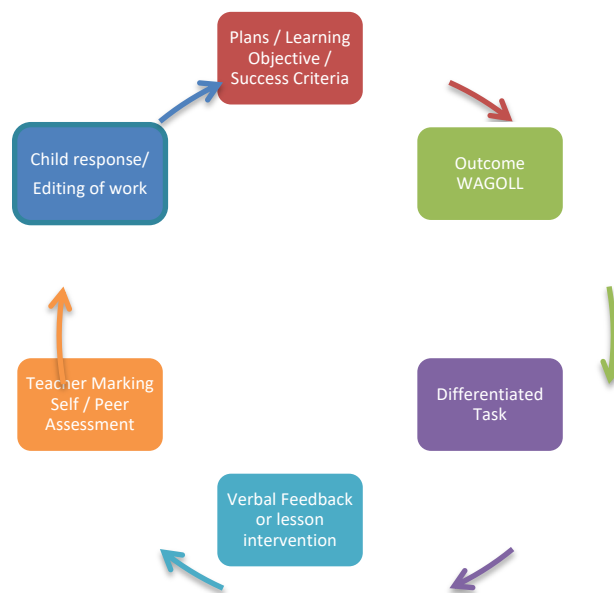 Plans / Learning
Objective /
Success Criteria
Outcome
WAGOLL
Differentiated
Task
Verbal Feedback
or lesson
intervention
Teacher Marking
Self / Peer
Assessment
Child response/
Editing of work